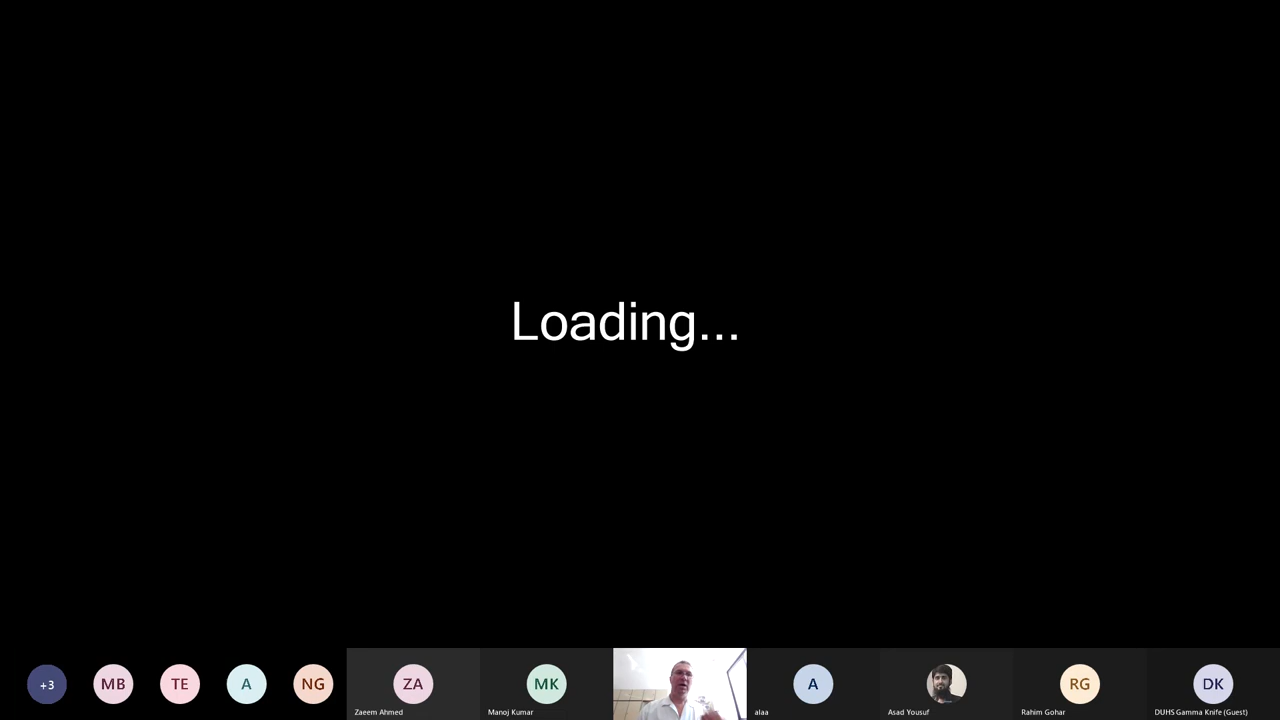 Loading...
+3
MB
TE
A
NG
ZA
Zaeem Ahmed
MK
Manoj Kumar
A
alaa
Asad Yousuf
RG
Rahim Gohar
DK
DUHS Gamma Knife (Guest)